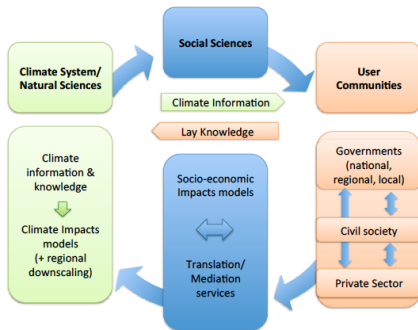 Social Sciences
Climate System/
Natural Sciences
User
Communities
Climate Information
Lay Knowledge
Climate
information &
knowledge
Climate Impacts
models
(+ regional
downscaling)
Socio-economic
Impacts models
Translation/
Mediation
services
Governments
(national,
regional, local)
Civil society
Private Sector